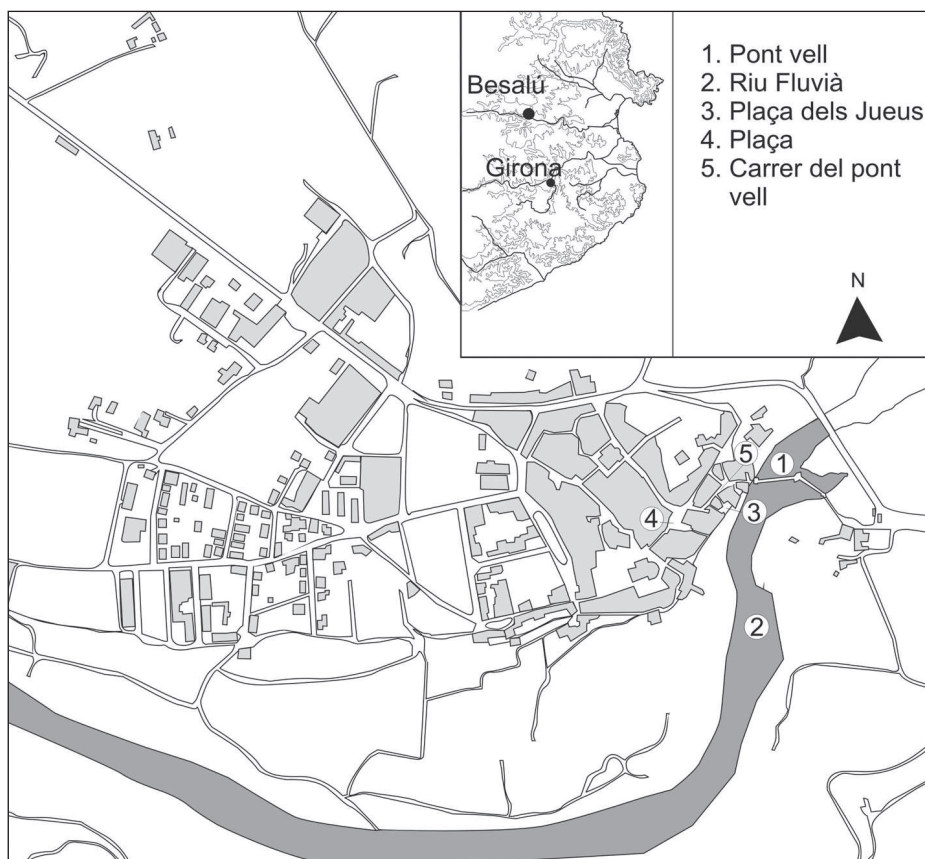 Besalú
Girona
1. Pont vell
2. Riu Fluvià
3. Plaça dels Jueus
4. Plaça
5. Carrer del pont
vell
N
5
1
4
3
2